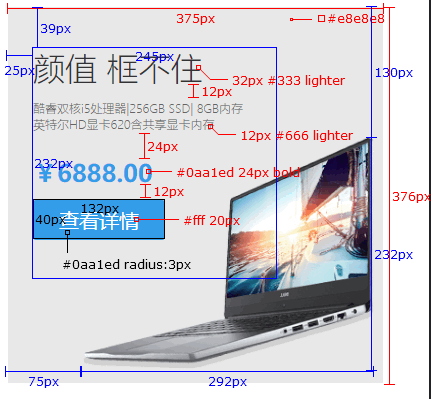 375px
#e8e8e8
39px
颜值 框不住
245px
25px
130px
32px #333 lighter
12px
酷睿双核i5处理器|256GB SSD| 8GB内存
英特尔HD显卡620含共享显卡内存
12px #666 lighter
24px
232px
¥6888.00
#0aa1ed 24px bold
12px
376px
132px
40px
查看详情
#fff 20px
232px
#0aa1ed radius:3px
75px
292px